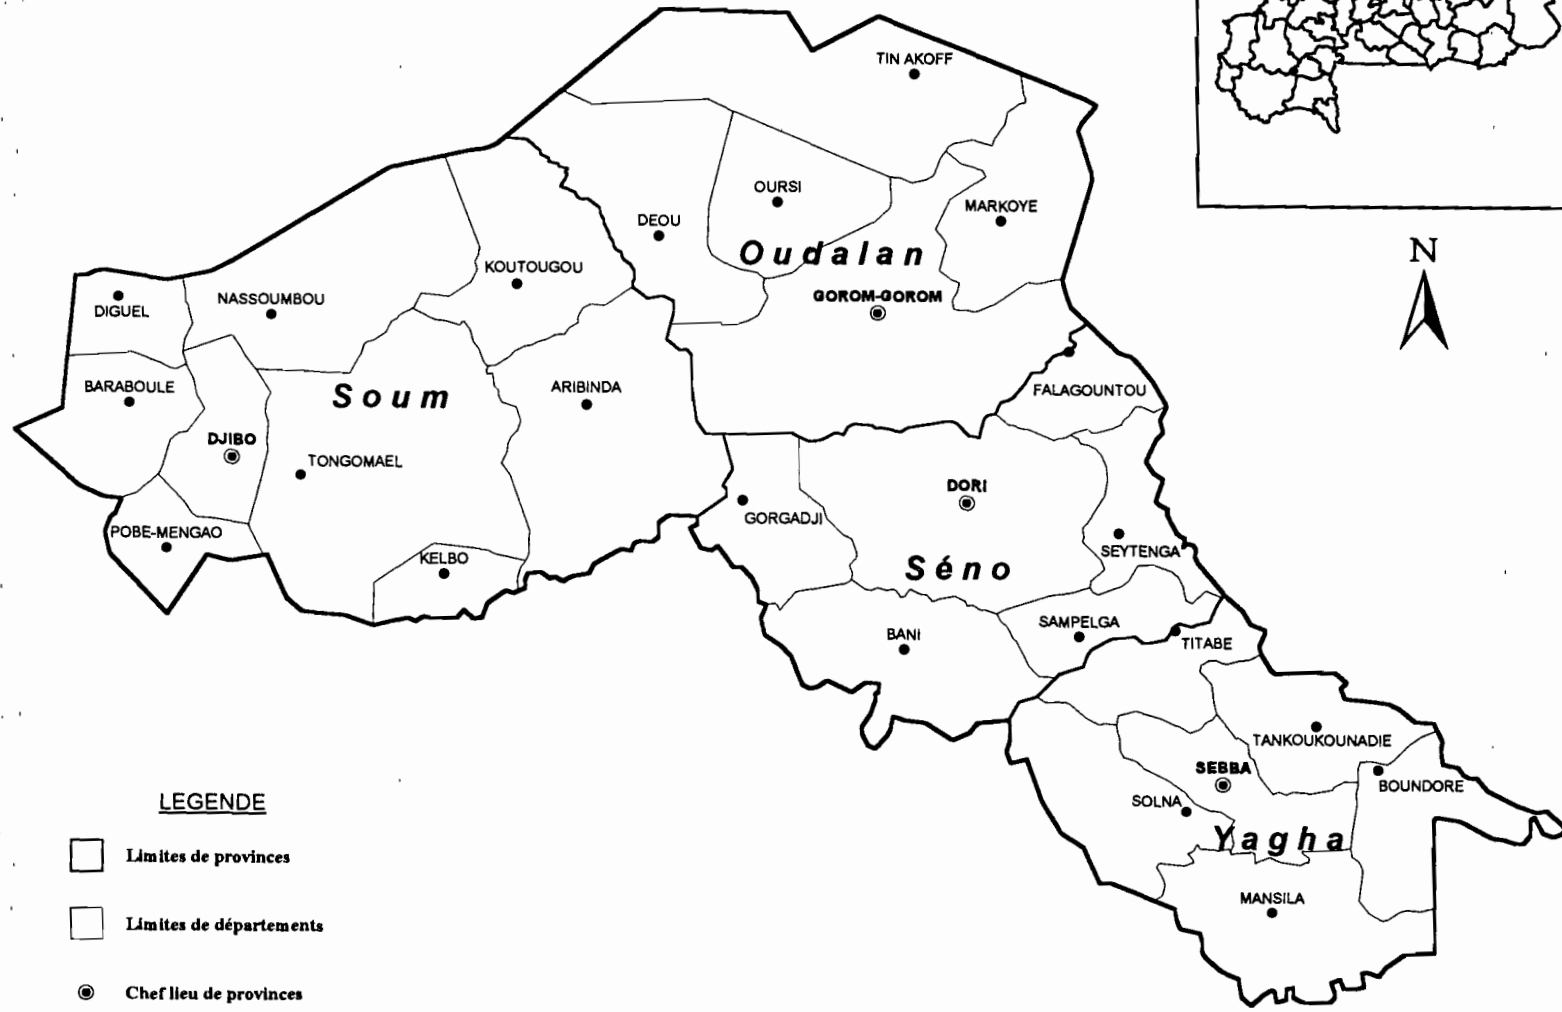 TIN AKOFF
OURSI
MARKOYE
DEOU
Oudalan
KOUTOUGOU
GOROM-GOROM
NASSOUMBOU
DIGUEL
N
BARABOULE
Soum
ARIBINDA
FALAGOUNTOU
DJIBO
TONGOMAEL
DORI
GORGADJI
POBE-MENGAO
SEYTENGA
KELBO
Séno
SAMPELGA
BANI
TITABE
TANKOUKOUNADIE
SEBBA
BOUNDORE
SOLNA
Yagha
MANSILA
LEGENDE
Limites de provinces
Limites de départements
Chef lieu de provinces